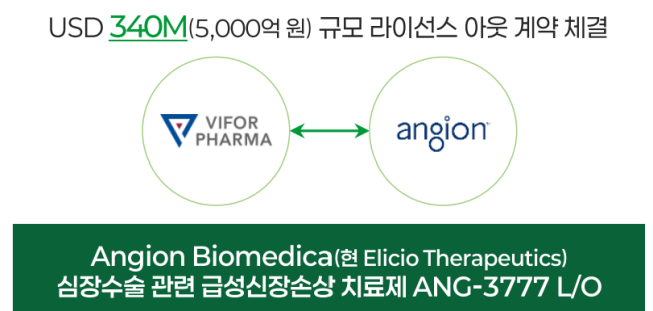 USD 340M(5,000억 원) 규모 라이선스 아웃 계약 체결
VIFOR
PHARMA
angion
Angion Biomedica(현 Elicio Therapeutics)
심장수술 관련 급성신장손상 치료제 ANG-3777 L/O